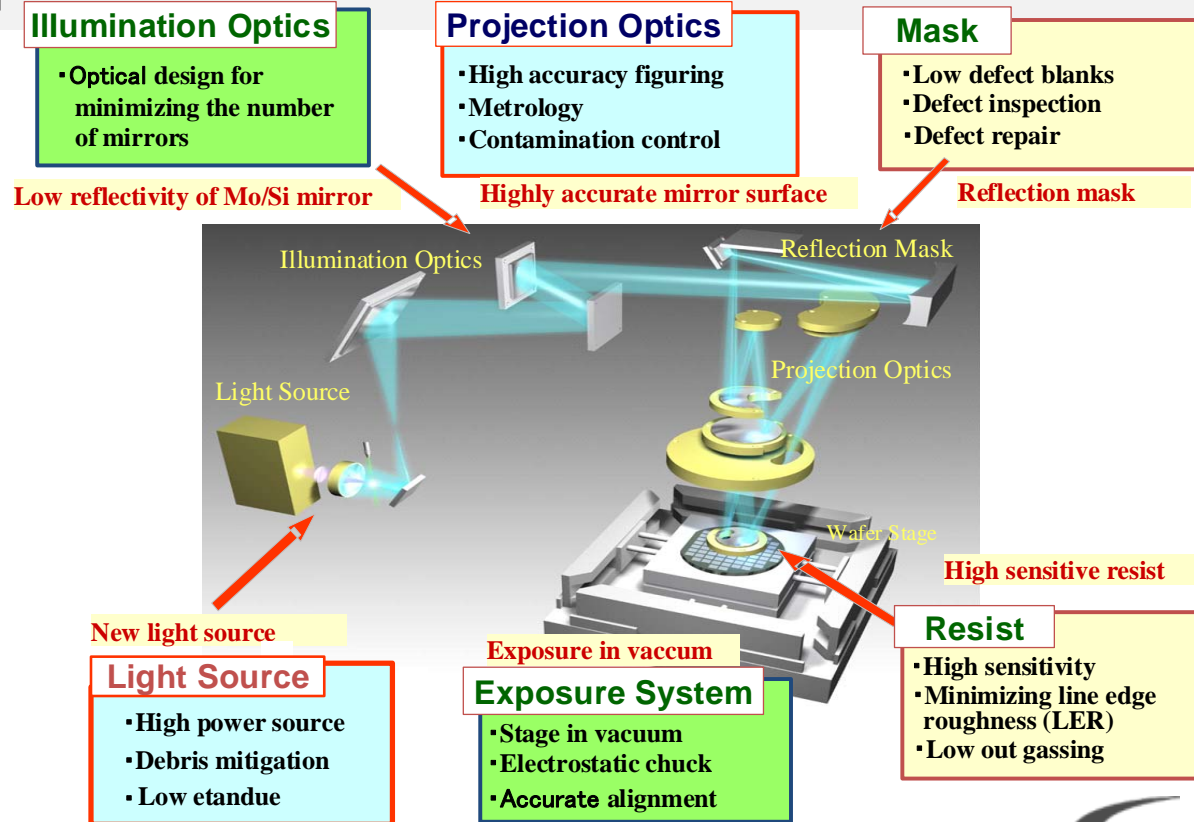 Illumination Optics
▪Optical design for
minimizing the number
of mirrors
Low reflectivity of Mo/Si mirror
Projection Optics
▪High accuracy figuring
▪Metrology
▪Contamination control
Highly accurate mirror surface
Mask
▪Low defect blanks
▪Defect inspection
▪Defect repair
Reflection mask
Illumination Optics
Reflection Mask
Projection Optics
Light Source
Wafer Stage
New light source
Light Source
▪High power source
▪Debris mitigation
▪Low etandue
Exposure in vaccum
Exposure System
▪Stage in vacuum
▪Electrostatic chuck
▪Accurate alignment
High sensitive resist
Resist
▪High sensitivity
▪Minimizing line edge
roughness (LER)
▪Low out gassing